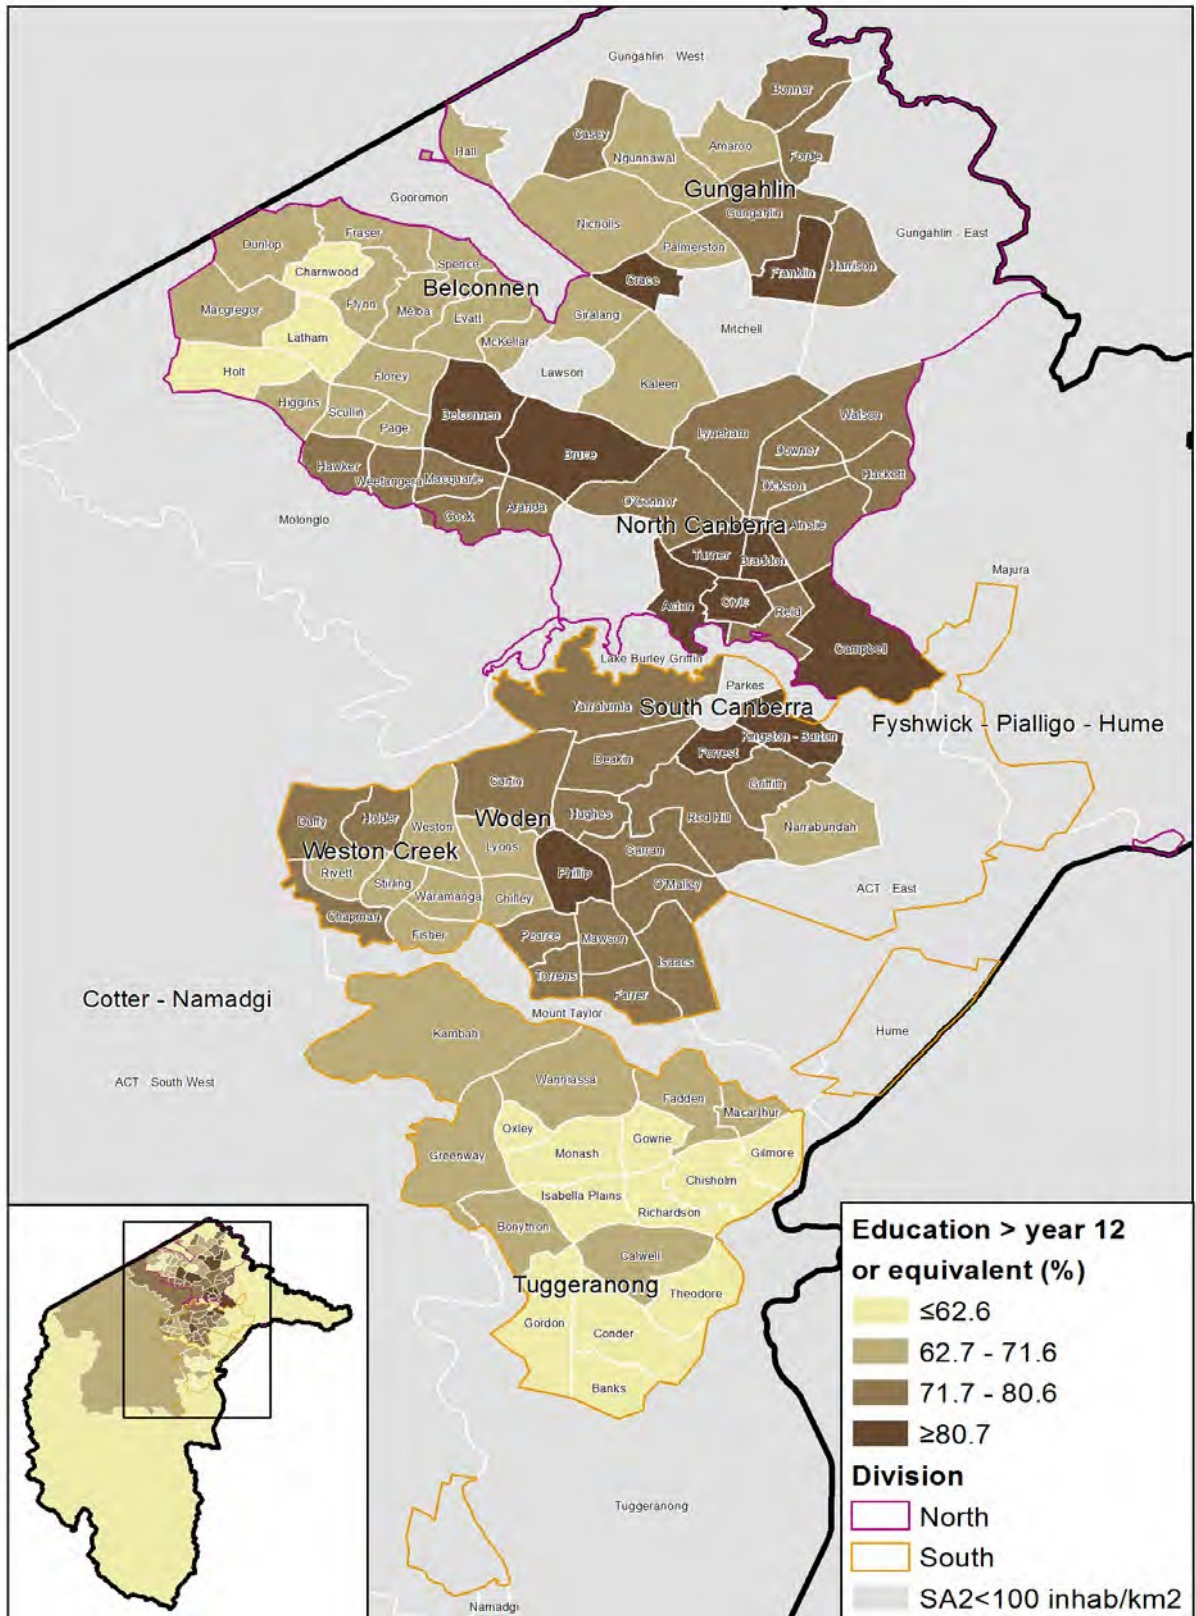 Gungahlin West
Bonner
Casey
Ngunnawal
Amaroo
Forde
Hall
Gungahlin
Gungahlin
Gooromon
Nicholls
Gungahlin - East
Palmerston
Dunlop
Fraser
Spence
Charnwood
Crace
Franklin
Harrison
Belconnen
Macgregor
Flynn
Melba
Evatt
Giralang
Mitchell
Latham
McKellar
Holt
Florey
Lawson
Kaleen
Higgins
Scullin
Page
Belconnen
Watson
Lyneham
Downer
Bruce
Hawker
Weetangera
Macquarie
Hackett
Dickson
Cook
Aranda
O'Connor
Molonglo
North Canberra
Ainslie
Turner
Braddon
Majura
Acton
Civic
Reid
Campbell
Lake Burley Griffin
Parkes
Yarralumla
South Canberra
Fyshwick - Pialligo - Hume
Kingston - Barton
Forrest
Deakin
Curtin
Griffith
Duffy
Holder
Weston
Woden
Hughes
Red Hill
Narrabundah
Weston Creek
Lyons
Garran
Rivett
Stirling
Phillip
O'Malley
ACT East
Waramanga
Chifley
Chapman
Fisher
Pearce
Mawson
Isaacs
Torrens
Farrer
Cotter - Namadgi
Mount Taylor
Kambah
Hume
ACT South West
Wanniassa
Fadden
Macarthur
Oxley
Gowrie
Greenway
Monash
Gilmore
Chisholm
Isabella Plains
Richardson
Bonython
Calwell
Tuggeranong
Theodore
Gordon
Conder
Banks
Tuggeranong
Namadgi
Education > year 12
or equivalent (%)
≤62.6
62.7 - 71.6
71.7 - 80.6
≥80.7
Division
North
South
SA2<100 inhab/km2